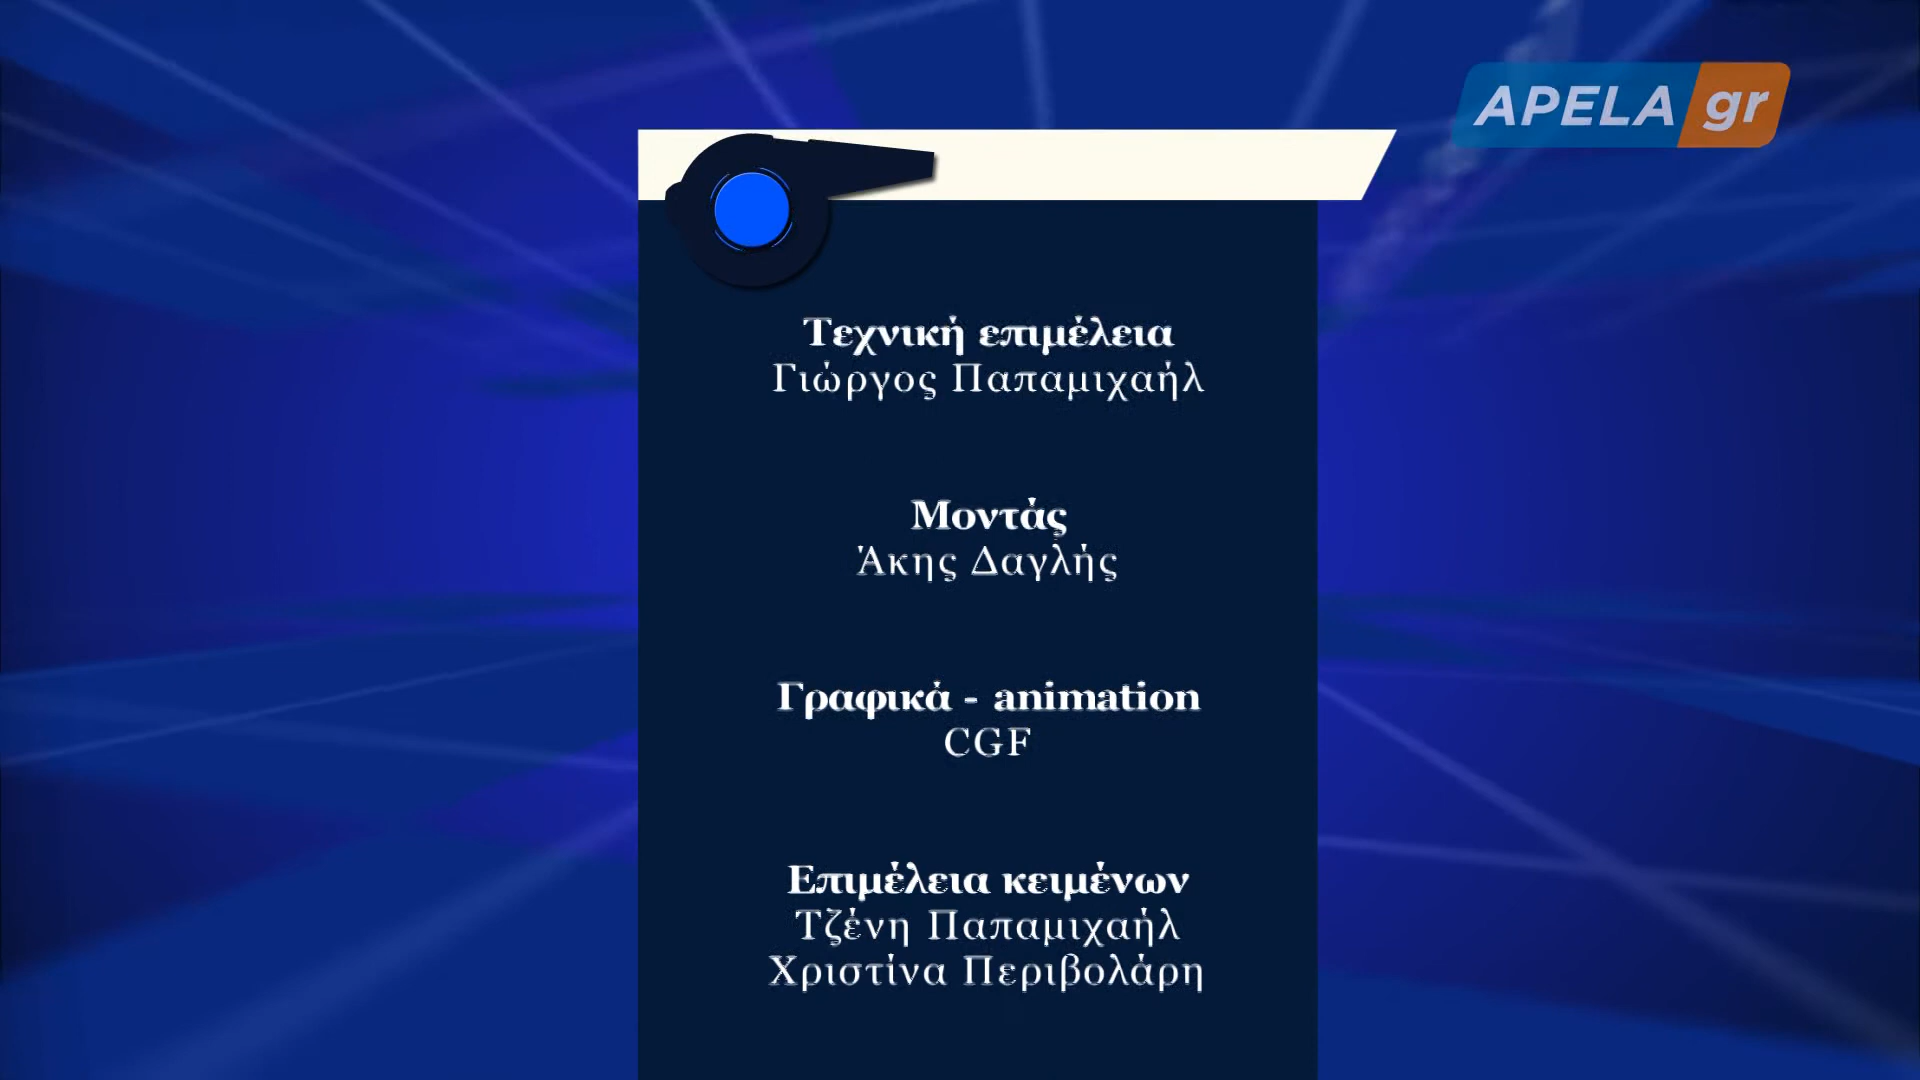 APELA gr
Τεχνική επιμέλεια
Γιώργος Παπαμιχαήλ
Μοντάς
Άκης Δαγλής
Γραφικά - animation
CGF
Επιμέλεια κειμένων
Τζένη Παπαμιχαήλ
Χριστίνα Περιβολάρη